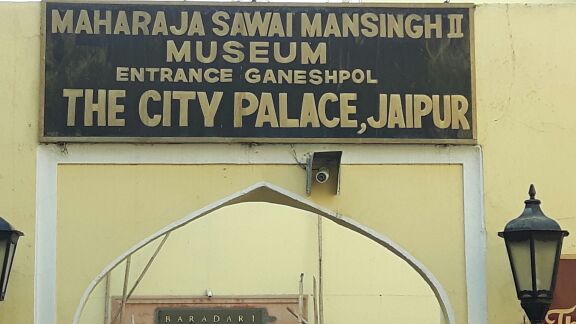 MAHARAJA SAWAI MANSINGH II
MUSEUM
ENTRANCE GANESHPOL
THE CITY PALACE, JAIPUR
BARADARI